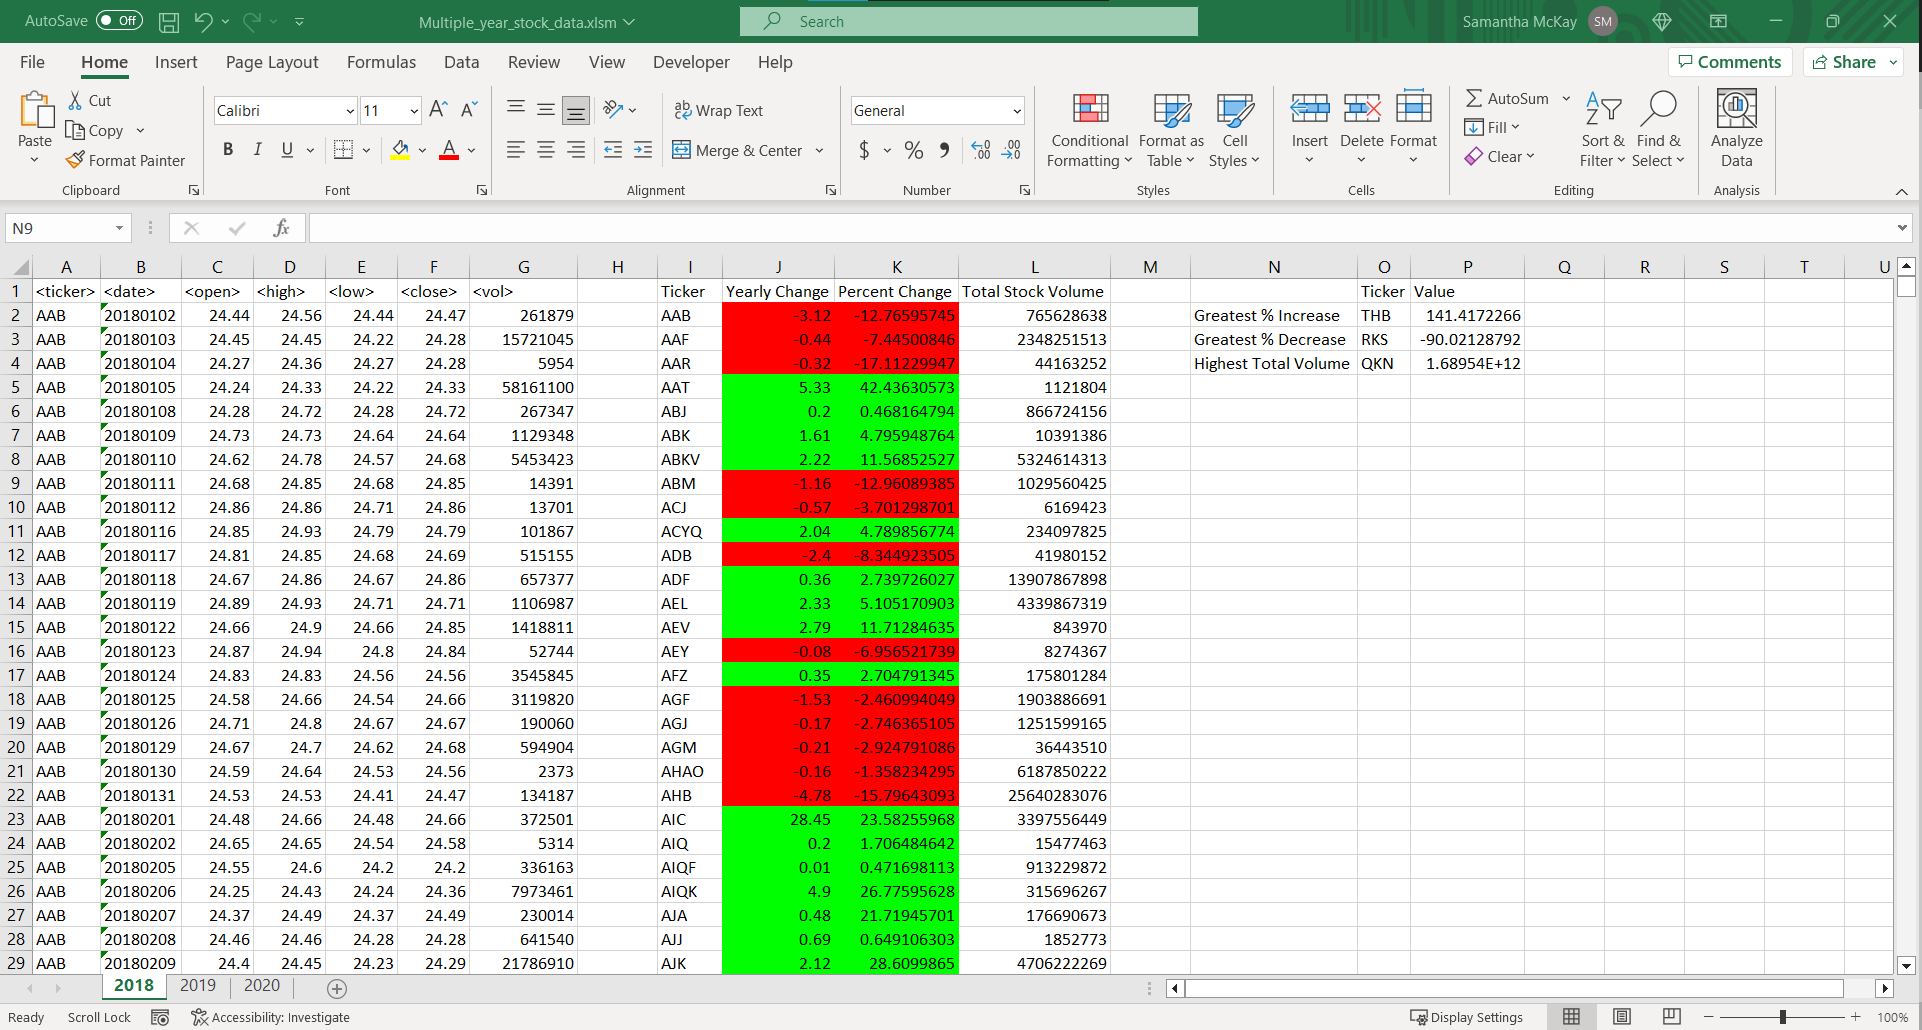 AutoSave Off Multiple_year_stock_data.xlsm Search Samantha McKay SM
File Home Insert Page Layout Formulas Data Review View Developer Help Comments Share
Paste Cut Copy Format Painter Clipboard
Calibri 11 B I U A Font
Wrap Text Merge & Center Alignment
General $ % Number
Conditional Formatting Format as Table Cell Styles Styles
Insert Delete Format Cells
AutoSum Fill Clear Sort & Filter Find & Select Editing
Analyze Data Analysis
N9 fx
A B C D E F G H I J K L M N O P Q R S T U
1 <ticker> <date> <open> <high> <low> <close> <vol> Ticker Yearly Change Percent Change Total Stock Volume Ticker Value
2 AAB 20180102 24.44 24.56 24.44 24.47 261879 AAB -3.12 -12.76595745 765628638 Greatest % Increase THB 141.4172266
3 AAB 20180103 24.45 24.45 24.22 24.28 15721045 AAF -0.44 -7.44500846 2348251513 Greatest % Decrease RKS -90.02128792
4 AAB 20180104 24.27 24.36 24.27 24.28 5954 AAR -0.32 -17.11229947 44163252 Highest Total Volume QKN 1.68954E+12
5 AAB 20180105 24.24 24.33 24.22 24.33 58161100 AAT 5.33 42.43630573 1121804
6 AAB 20180108 24.28 24.72 24.28 24.72 267347 ABJ 0.2 0.468164794 866724156
7 AAB 20180109 24.73 24.73 24.64 24.64 1129348 ABK 1.61 4.795948764 10391386
8 AAB 20180110 24.62 24.78 24.57 24.68 5453423 ABKV 2.22 11.56852527 5324614313
9 AAB 20180111 24.68 24.85 24.68 24.85 14391 ABM -1.16 -12.96089385 1029560425
10 AAB 20180112 24.86 24.86 24.71 24.86 13701 ACJ -0.57 -3.701298701 6169423
11 AAB 20180116 24.85 24.93 24.79 24.79 101867 ACYQ 2.04 4.789856774 234097825
12 AAB 20180117 24.81 24.85 24.68 24.69 515155 ADB -2.4 -8.344923505 41980152
13 AAB 20180118 24.67 24.86 24.67 24.86 657377 ADF 0.36 2.739726027 13907867898
14 AAB 20180119 24.89 24.93 24.71 24.71 1106987 AEL 2.33 5.105170903 4339867319
15 AAB 20180122 24.66 24.9 24.66 24.85 1418811 AEV 2.79 11.71284635 843970
16 AAB 20180123 24.87 24.94 24.8 24.84 52744 AEY -0.08 -6.956521739 8274367
17 AAB 20180124 24.83 24.83 24.56 24.56 3545845 AFZ 0.35 2.704791345 175801284
18 AAB 20180125 24.58 24.66 24.54 24.66 3119820 AGF -1.53 -2.460994049 1903886691
19 AAB 20180126 24.71 24.8 24.67 24.67 190060 AGJ -0.17 -2.746365105 1251599165
20 AAB 20180129 24.67 24.7 24.62 24.68 594904 AGM -0.21 -2.924791086 36443510
21 AAB 20180130 24.59 24.64 24.53 24.56 2373 AHAO -0.16 -1.358234295 6187850222
22 AAB 20180131 24.53 24.53 24.41 24.47 134187 AHB -4.78 -15.79643093 25640283076
23 AAB 20180201 24.48 24.66 24.48 24.66 372501 AIC 28.45 23.58255968 3397556449
24 AAB 20180202 24.65 24.65 24.54 24.58 5314 AIQ 0.2 1.706484642 15477463
25 AAB 20180205 24.55 24.6 24.2 24.2 336163 AIQF 0.01 0.471698113 913229872
26 AAB 20180206 24.25 24.43 24.24 24.36 7973461 AIQK 4.9 26.77595628 315696267
27 AAB 20180207 24.37 24.49 24.37 24.49 230014 AJA 0.48 21.71945701 176690673
28 AAB 20180208 24.46 24.46 24.28 24.28 641540 AJJ 0.69 0.649106303 1852773
29 AAB 20180209 24.4 24.45 24.23 24.29 21786910 AJK 2.12 28.6099865 4706222269
2018 2019 2020
Ready Scroll Lock Accessibility: Investigate Display Settings 100%